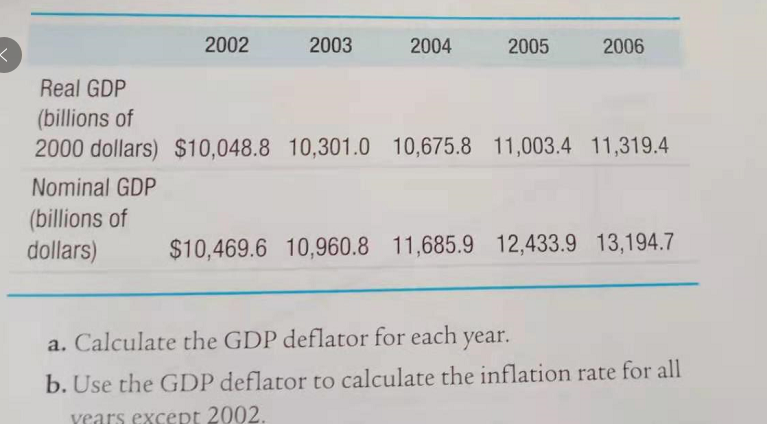 2002 2003 2004 2005 2006
Real GDP
(billions of
2000 dollars) $10,048.8 10,301.0 10,675.8 11,003.4 11,319.4
Nominal GDP
(billions of
dollars) $10,469.6 10,960.8 11,685.9 12,433.9 13,194.7
a. Calculate the GDP deflator for each year.
b. Use the GDP deflator to calculate the inflation rate for all
years except 2002.